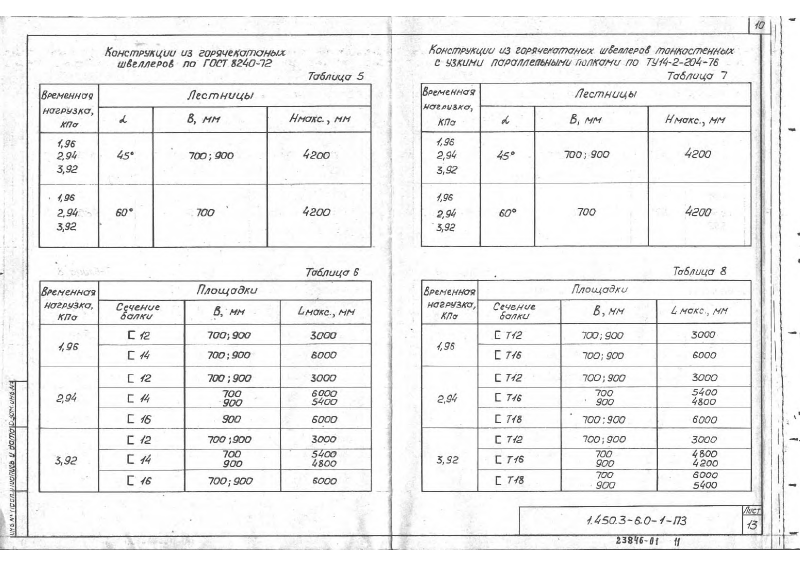 10
Конструкции из горячекатаных
швеллеров по ГОСТ 8240-72
Таблица 5
Временная нагрузка, КПа
Лестницы
α B, мм Hмакс., мм
1,96
2,94 45° 700; 900 4200
3,92
1,96
2,94 60° 700 4200
3,92
Таблица 6
Временная нагрузка, КПа
Площадки
Сечение балки B, мм Lмакс., мм
1,96
[ 12 700; 900 3000
[ 14 700; 900 6000
2,94
[ 12 700; 900 3000
[ 14 700 6000
900 5400
[ 16 900 6000
3,92
[ 12 700; 900 3000
[ 14 700 5400
900 4800
[ 16 700; 900 6000
Конструкции из горячекатаных швеллеров тонкостенных
с узкими параллельными полками по ТУ14-2-204-76
Таблица 7
Временная нагрузка, КПа
Лестницы
α B, мм Hмакс., мм
1,96
2,94 45° 700; 900 4200
3,92
1,96
2,94 60° 700 4200
3,92
Таблица 8
Временная нагрузка, КПа
Площадки
Сечение балки B, мм L макс., мм
1,96
[ Т12 700; 900 3000
[ Т16 700; 900 6000
2,94
[ Т12 700; 900 3000
[ Т16 700 5400
900 4800
[ Т18 700; 900 6000
3,92
[ Т12 700; 900 3000
[ Т16 700 4800
900 4200
[ Т18 700 6000
900 5400
1.450.3-6.0-1-ПЗ
Лист
13
23846-01 11